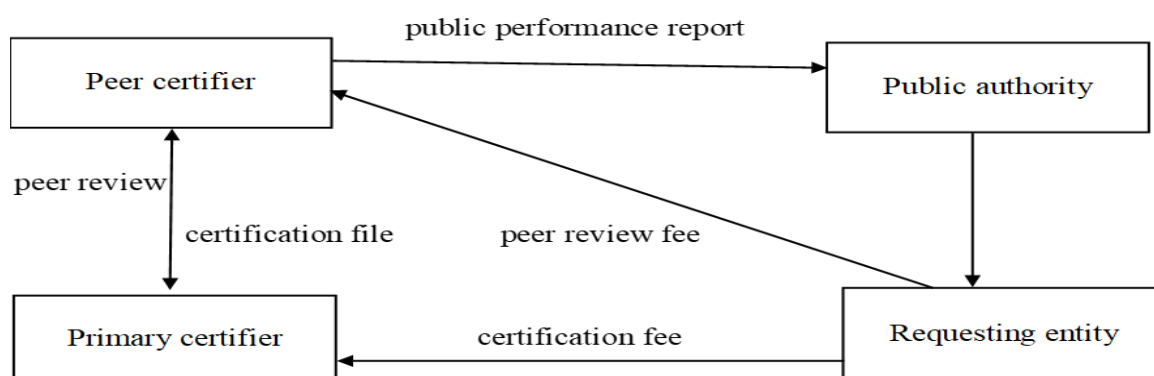 public performance report
Peer certifier
Public authority
peer review
certification file
peer review fee
Primary certifier
certification fee
Requesting entity